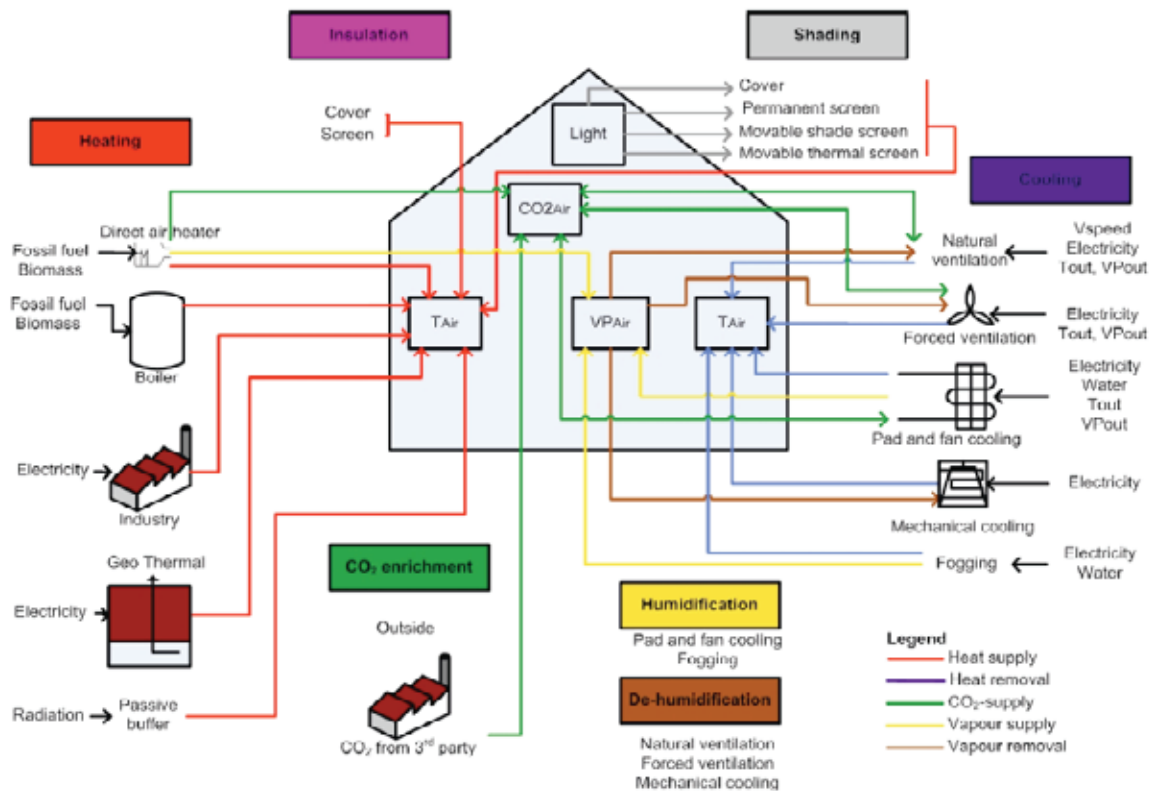 Insulation
Shading
Cover
Screen
Heating
Light
Cover
Permanent screen
Movable shade screen
Movable thermal screen
Cooling
CO2Air
Direct air heater
Fossil fuel
Biomass
Natural
ventilation
Vspeed
Electricity
Tout, VPout
Fossil fuel
Biomass
Boiler
TAir
VPAir
TAir
Forced ventilation
Electricity
Tout, VPout
Electricity
Water
Tout
VPout
Pad and fan cooling
Electricity
Industry
Electricity
Mechanical cooling
Geo Thermal
Electricity
CO₂ enrichment
Fogging
Electricity
Water
Humidification
Pad and fan cooling
Fogging
Outside
De-humidification
Natural ventilation
Forced ventilation
Mechanical cooling
Radiation
Passive
buffer
CO₂ from 3rd party
Legend
Heat supply
Heat removal
CO₂-supply
Vapour supply
Vapour removal